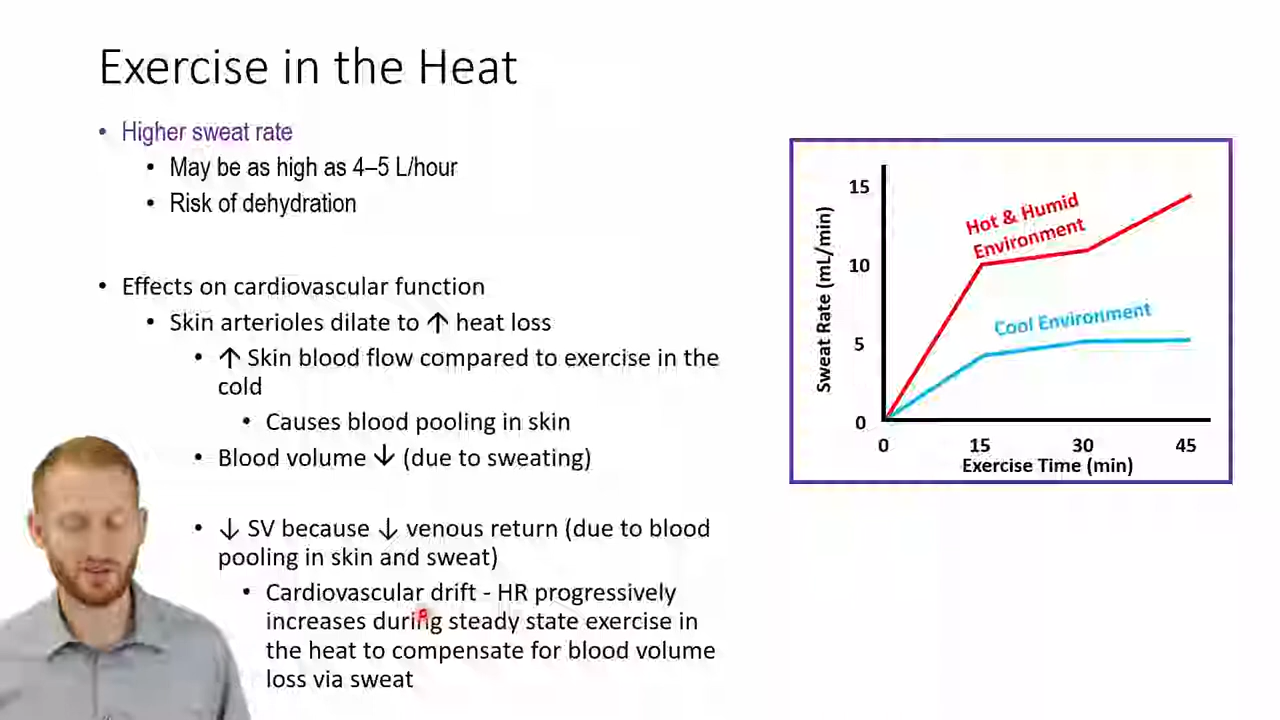 Exercise in the Heat
• Higher sweat rate
• May be as high as 4–5 L/hour
• Risk of dehydration
• Effects on cardiovascular function
• Skin arterioles dilate to ↑ heat loss
• ↑ Skin blood flow compared to exercise in the
cold
• Causes blood pooling in skin
• Blood volume ↓ (due to sweating)
• ↓ SV because ↓ venous return (due to blood
pooling in skin and sweat)
• Cardiovascular drift - HR progressively
increases during steady state exercise in
the heat to compensate for blood volume
loss via sweat
Sweat Rate (mL/min)
15
10
5
0
Hot & Humid
Environment
Cool Environment
0 15 30 45
Exercise Time (min)